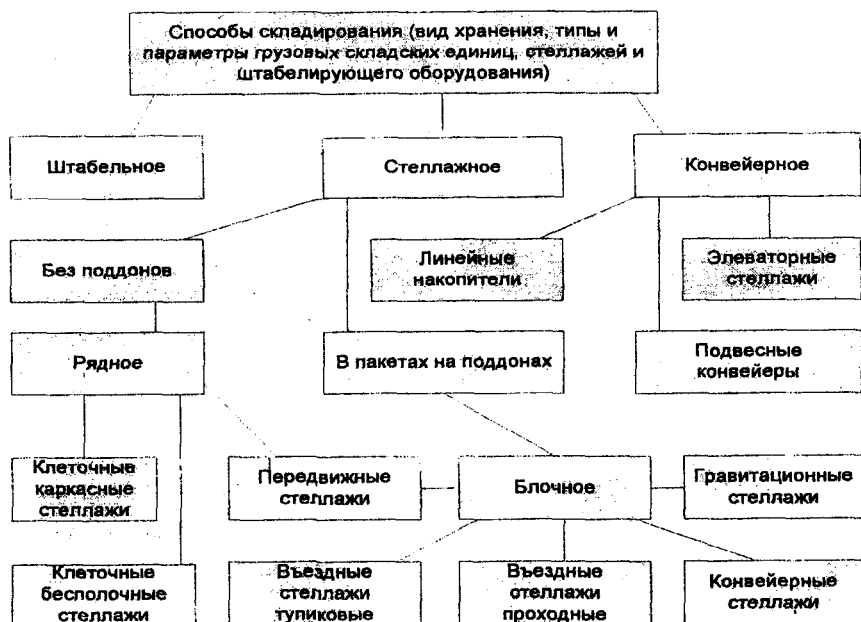 Способы складирования (вид хранения, типы и
параметры грузовых складских единиц, стеллажей и
штабелирующего оборудования)
Штабельное
Стеллажное
Конвейерное
Без поддонов
Линейные
накопители
Элеваторные
стеллажи
Рядное
В пакетах на поддонах
Подвесные
конвейеры
Клеточные
каркасные
стеллажи
Передвижные
стеллажи
Блочное
Гравитационные
стеллажи
Клеточные
бесполочные
стеллажи
Въездные
стеллажи
тупиковые
Въездные
стеллажи
проходные
Конвейерные
стеллажи